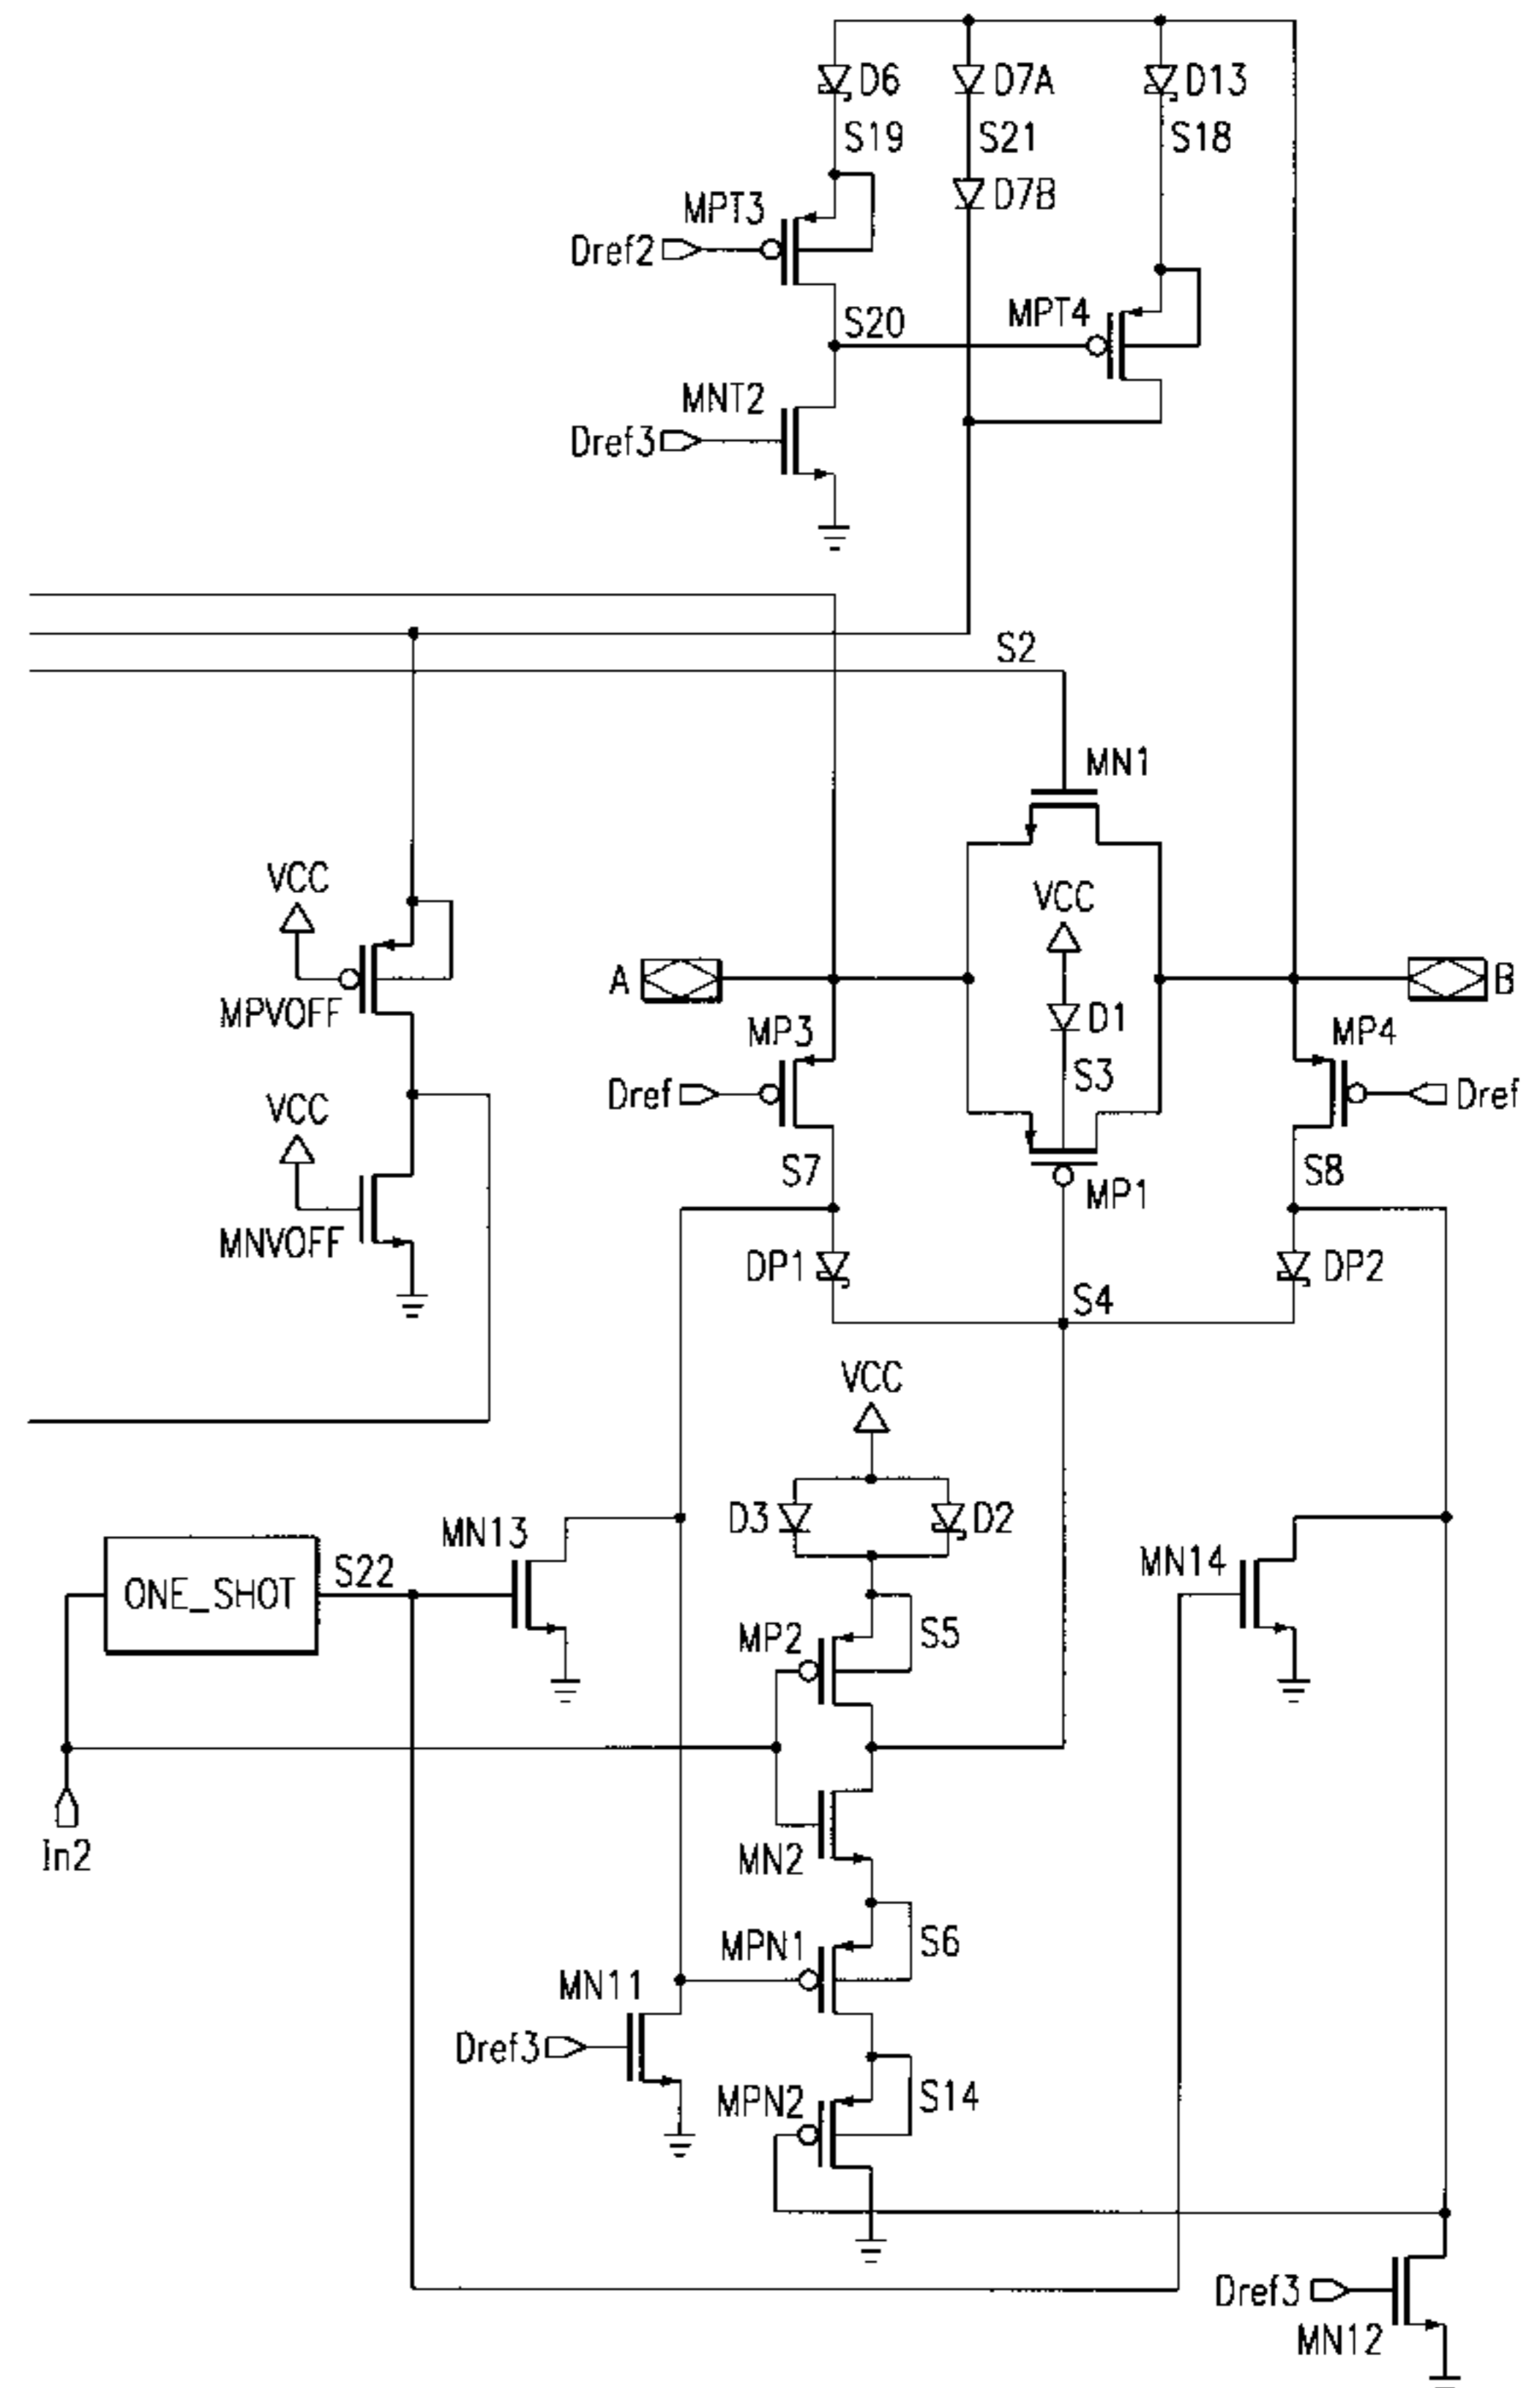 D6
D7A
D13
S19
S21
S18
MPT3
D7B
Dref2
S20
MPT4
MNT2
Dref3
S2
MN1
VCC
VCC
A
B
MPVOFF
MP3
D1
MP4
Dref
S3
Dref
VCC
S7
S8
MP1
MNVOFF
DP1
DP2
S4
VCC
D3
D2
MN13
MN14
ONE_SHOT
S22
MP2
S5
In2
MN2
MPN1
S6
MN11
Dref3
MPN2
S14
Dref3
MN12